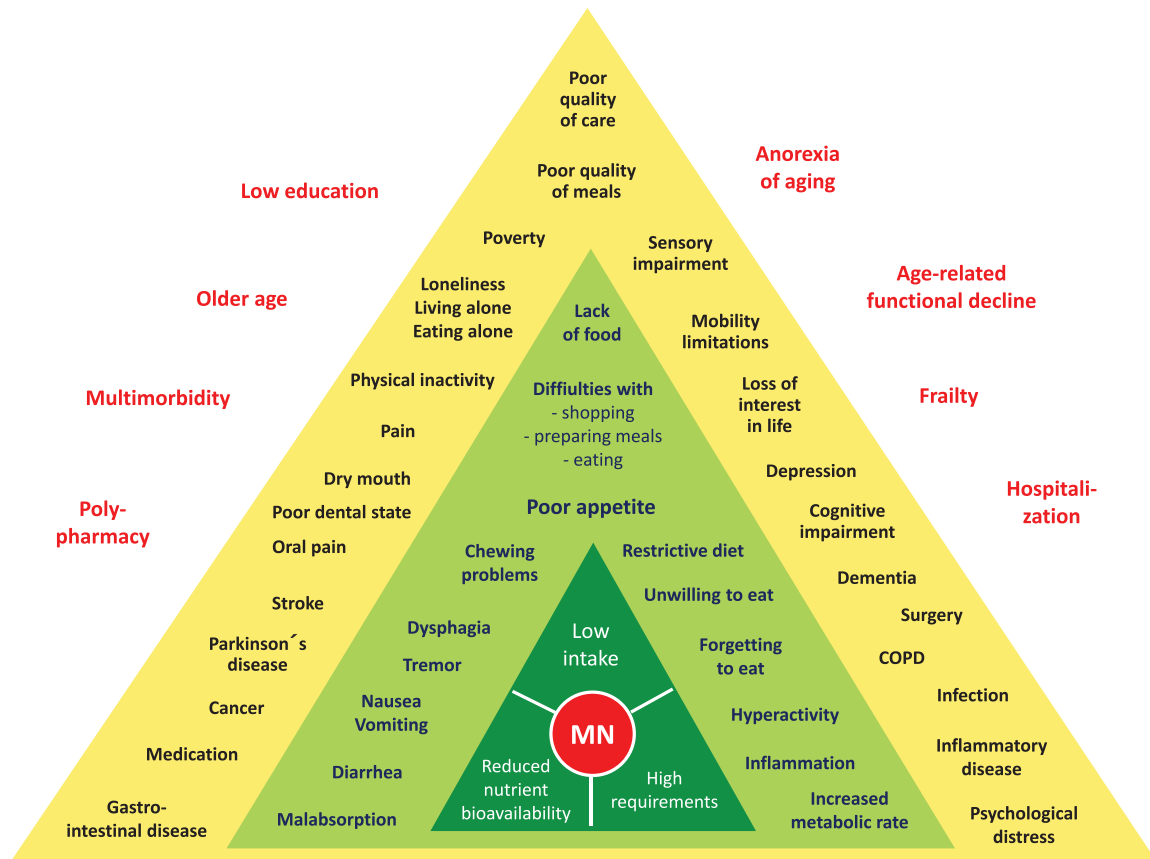 Poor
quality
of care
Poor quality
of meals
Poverty
Loneliness
Living alone
Eating alone
Physical inactivity
Pain
Dry mouth
Poor dental state
Oral pain
Stroke
Parkinson´s
disease
Cancer
Medication
Gastro-
intestinal disease
Sensory
impairment
Mobility
limitations
Loss of
interest
in life
Depression
Cognitive
impairment
Dementia
Surgery
COPD
Infection
Inflammatory
disease
Psychological
distress
Low education
Older age
Multimorbidity
Poly-
pharmacy
Anorexia
of aging
Age-related
functional decline
Frailty
Hospitali-
zation
Lack
of food
Diffiulties with
- shopping
- preparing meals
- eating
Poor appetite
Chewing
problems
Dysphagia
Tremor
Nausea
Vomiting
Diarrhea
Malabsorption
Restrictive diet
Unwilling to eat
Forgetting
to eat
Hyperactivity
Inflammation
Increased
metabolic rate
Low
intake
MN
Reduced
nutrient
bioavailability
High
requirements